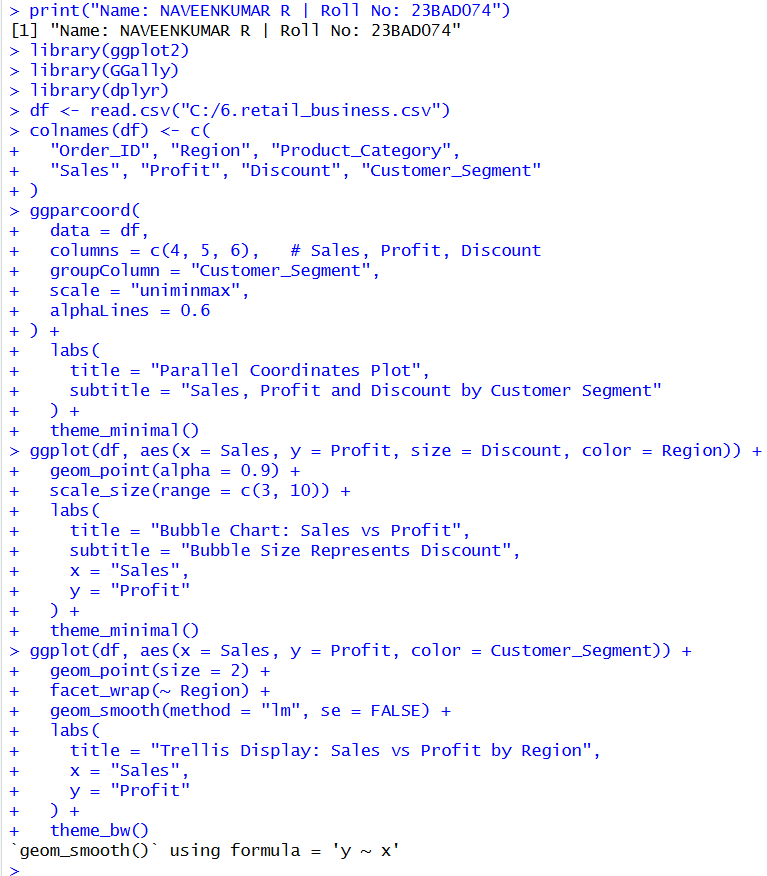 > print("Name: NAVEENKUMAR R | Roll No: 23BAD074")
[1] "Name: NAVEENKUMAR R | Roll No: 23BAD074"
> library(ggplot2)
> library(GGally)
> library(dplyr)
> df <- read.csv("C:/6.retail_business.csv")
> colnames(df) <- c(
+   "Order_ID", "Region", "Product_Category",
+   "Sales", "Profit", "Discount", "Customer_Segment"
+ )
> ggparcoord(
+   data = df,
+   columns = c(4, 5, 6),   # Sales, Profit, Discount
+   groupColumn = "Customer_Segment",
+   scale = "uniminmax",
+   alphaLines = 0.6
+ ) +
+   labs(
+     title = "Parallel Coordinates Plot",
+     subtitle = "Sales, Profit and Discount by Customer Segment"
+   ) +
+   theme_minimal()
> ggplot(df, aes(x = Sales, y = Profit, size = Discount, color = Region)) +
+   geom_point(alpha = 0.9) +
+   scale_size(range = c(3, 10)) +
+   labs(
+     title = "Bubble Chart: Sales vs Profit",
+     subtitle = "Bubble Size Represents Discount",
+     x = "Sales",
+     y = "Profit"
+   ) +
+   theme_minimal()
> ggplot(df, aes(x = Sales, y = Profit, color = Customer_Segment)) +
+   geom_point(size = 2) +
+   facet_wrap(~ Region) +
+   geom_smooth(method = "lm", se = FALSE) +
+   labs(
+     title = "Trellis Display: Sales vs Profit by Region",
+     x = "Sales",
+     y = "Profit"
+   ) +
+   theme_bw()
`geom_smooth()` using formula = 'y ~ x'
>